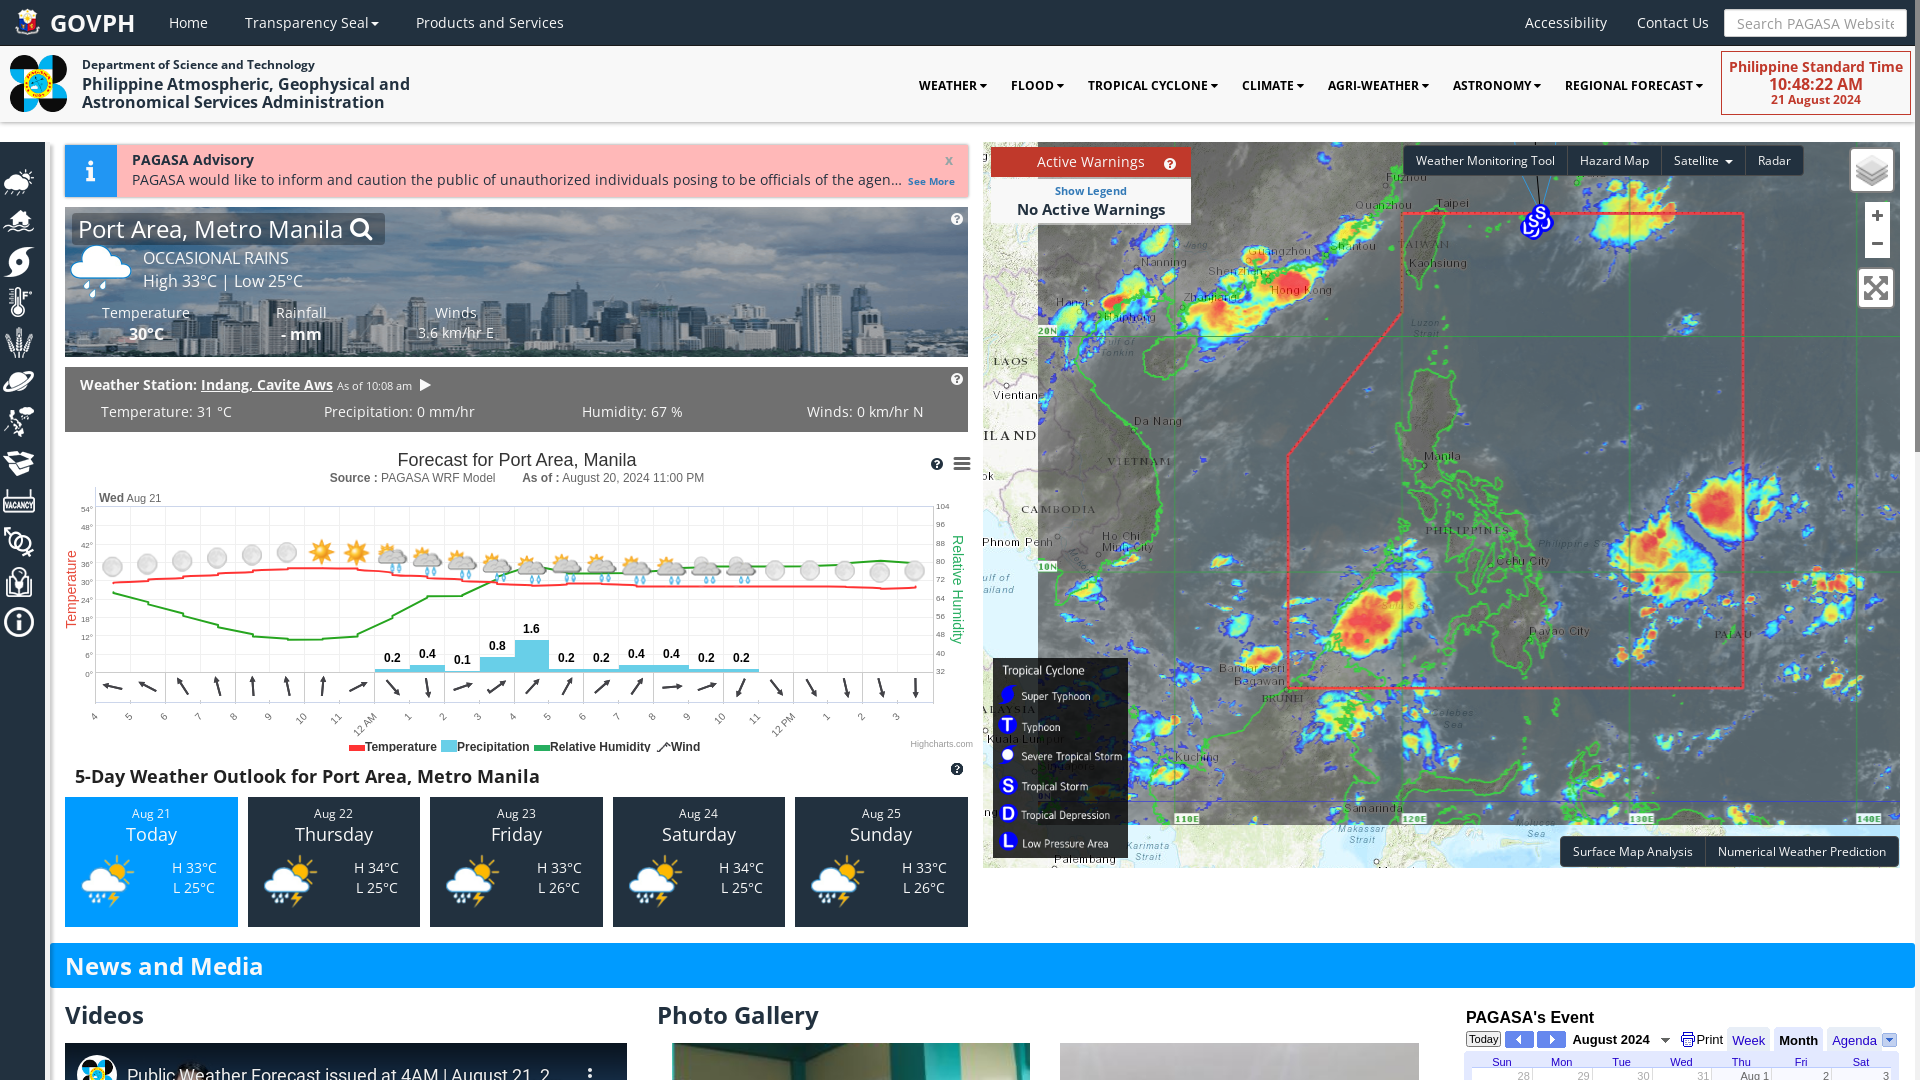 GOVPH
Home
Transparency Seal
Products and Services
Accessibility
Contact Us
Search PAGASA Website
Department of Science and Technology
Philippine Atmospheric, Geophysical and
Astronomical Services Administration
WEATHER
FLOOD
TROPICAL CYCLONE
CLIMATE
AGRI-WEATHER
ASTRONOMY
REGIONAL FORECAST
Philippine Standard Time
10:48:22 AM
21 August 2024
PAGASA Advisory
x
PAGASA would like to inform and caution the public of unauthorized individuals posing to be officials of the agen... See More
Port Area, Metro Manila
OCCASIONAL RAINS
High 33°C | Low 25°C
Temperature
30°C
Rainfall
- mm
Winds
3.6 km/hr E
Weather Station: Indang, Cavite Aws As of 10:08 am
Temperature: 31 °C
Precipitation: 0 mm/hr
Humidity: 67 %
Winds: 0 km/hr N
Forecast for Port Area, Manila
Source : PAGASA WRF Model As of : August 20, 2024 11:00 PM
Wed Aug 21
54°
48°
42°
36°
30°
24°
18°
12°
6°
0°
Temperature
104
96
88
80
72
64
56
48
40
32
Relative Humidity
0.2
0.4
0.1
0.8
1.6
0.2
0.2
0.4
0.4
0.2
0.2
4 5 6 7 8 9 10 11 12 AM 1 2 3 4 5 6 7 8 9 10 11 12 PM 1 2 3
Temperature Precipitation Relative Humidity Wind
Highcharts.com
5-Day Weather Outlook for Port Area, Metro Manila
Aug 21
Today
H 33°C
L 25°C
Aug 22
Thursday
H 34°C
L 25°C
Aug 23
Friday
H 33°C
L 26°C
Aug 24
Saturday
H 34°C
L 25°C
Aug 25
Sunday
H 33°C
L 26°C
Active Warnings
Show Legend
No Active Warnings
Weather Monitoring Tool
Hazard Map
Satellite
Radar
+
−
Fuzhou
Quanzhou
Taipei
Shantou
TAIWAN
Kaohsiung
Guangzhou
Shenzhen
Hong Kong
Nanning
Zhanjiang
Hanoi
Haiphong
20N
Gulf of
Tonkin
Luzon
Strait
LAOS
Vientian
Da Nang
ILAND
VIETNAM
Manila
CAMBODIA
Phnom Penh
Ho Chi
Minh City
PHILIPPINES
Philippine S
Cebu City
10N
ulf of
ailand
Davao City
PALAU
Bandar Seri
Begawan
BRUNEI
Celebes
Sea
ALAYSIA
Kuala Lumpur
Kuching
Samarinda
110E
120E
130E
140E
Makassar
Strait
Molucca
Sea
Karimata
Strait
Palembang
Tropical Cyclone
Super Typhoon
T Typhoon
Severe Tropical Storm
S Tropical Storm
D Tropical Depression
L Low Pressure Area
Surface Map Analysis
Numerical Weather Prediction
News and Media
Videos
Public Weather Forecast issued at 4AM | August 21, 2
Photo Gallery
PAGASA's Event
Today
August 2024
Print
Week
Month
Agenda
Sun Mon Tue Wed Thu Fri Sat
28 29 30 31 Aug 1 2 3